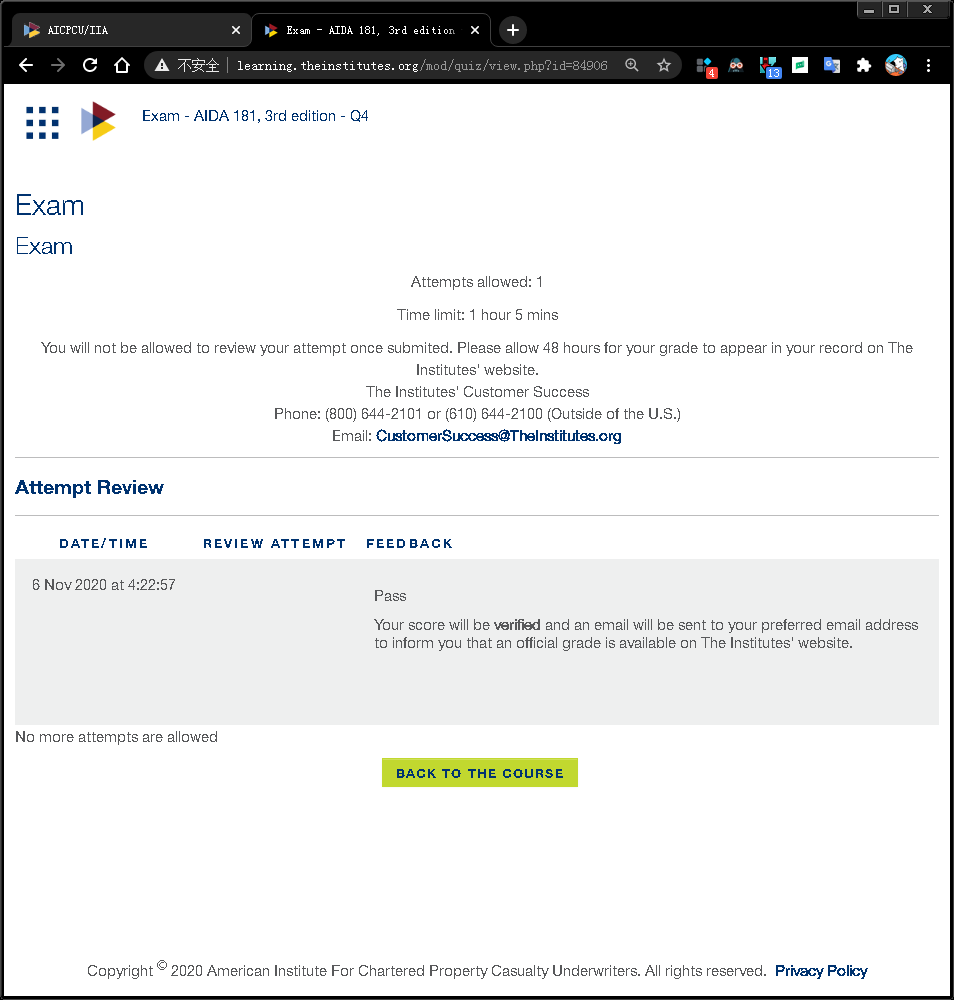 AICPCU/IIA
Exam - AIDA 181, 3rd edition
不安全
learning.theinstitutes.org/mod/quiz/view.php?id=84906
4
13
Exam - AIDA 181, 3rd edition - Q4
Exam
Exam
Attempts allowed: 1
Time limit: 1 hour 5 mins
You will not be allowed to review your attempt once submited. Please allow 48 hours for your grade to appear in your record on The
Institutes' website.
The Institutes' Customer Success
Phone: (800) 644-2101 or (610) 644-2100 (Outside of the U.S.)
Email: CustomerSuccess@TheInstitutes.org
Attempt Review
DATE/TIME REVIEW ATTEMPT FEEDBACK
6 Nov 2020 at 4:22:57
Pass
Your score will be verified and an email will be sent to your preferred email address
to inform you that an official grade is available on The Institutes' website.
No more attempts are allowed
BACK TO THE COURSE
Copyright © 2020 American Institute For Chartered Property Casualty Underwriters. All rights reserved. Privacy Policy